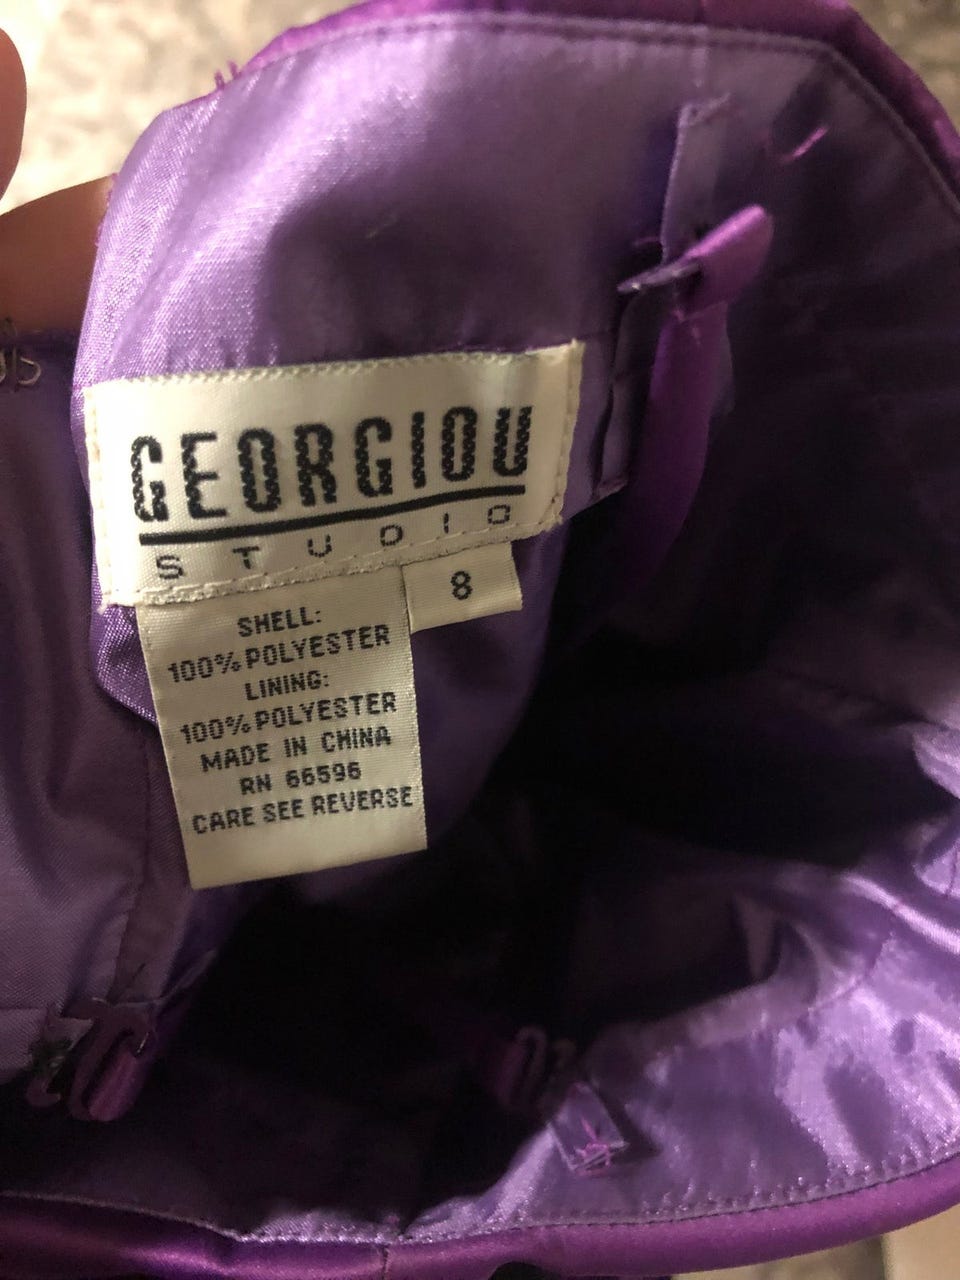 GEORGIOU
STUDIO
8
SHELL:
100% POLYESTER
LINING:
100% POLYESTER
MADE IN CHINA
RN 66596
CARE SEE REVERSE